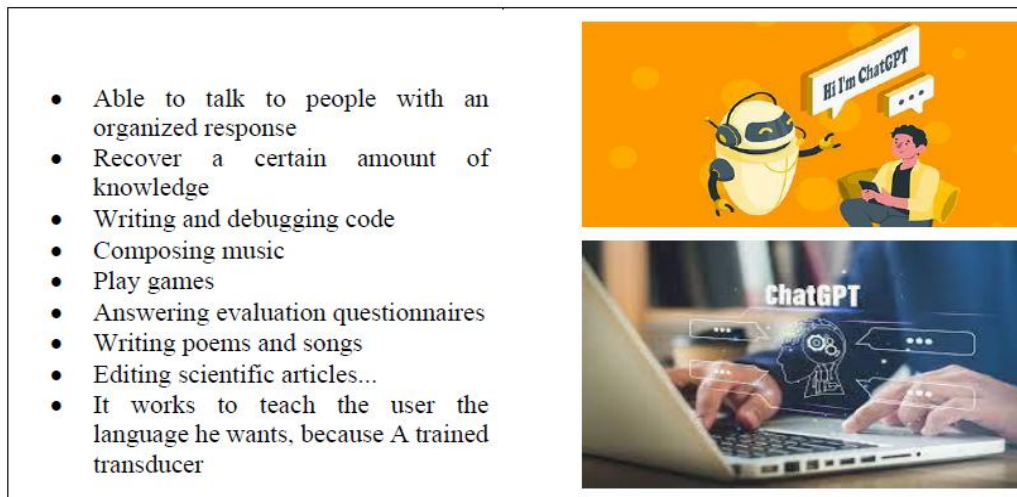 • Able to talk to people with an
organized response
• Recover a certain amount of
knowledge
• Writing and debugging code
• Composing music
• Play games
• Answering evaluation questionnaires
• Writing poems and songs
• Editing scientific articles...
• It works to teach the user the
language he wants, because A trained
transducer
Hi I'm ChatGPT
ChatGPT